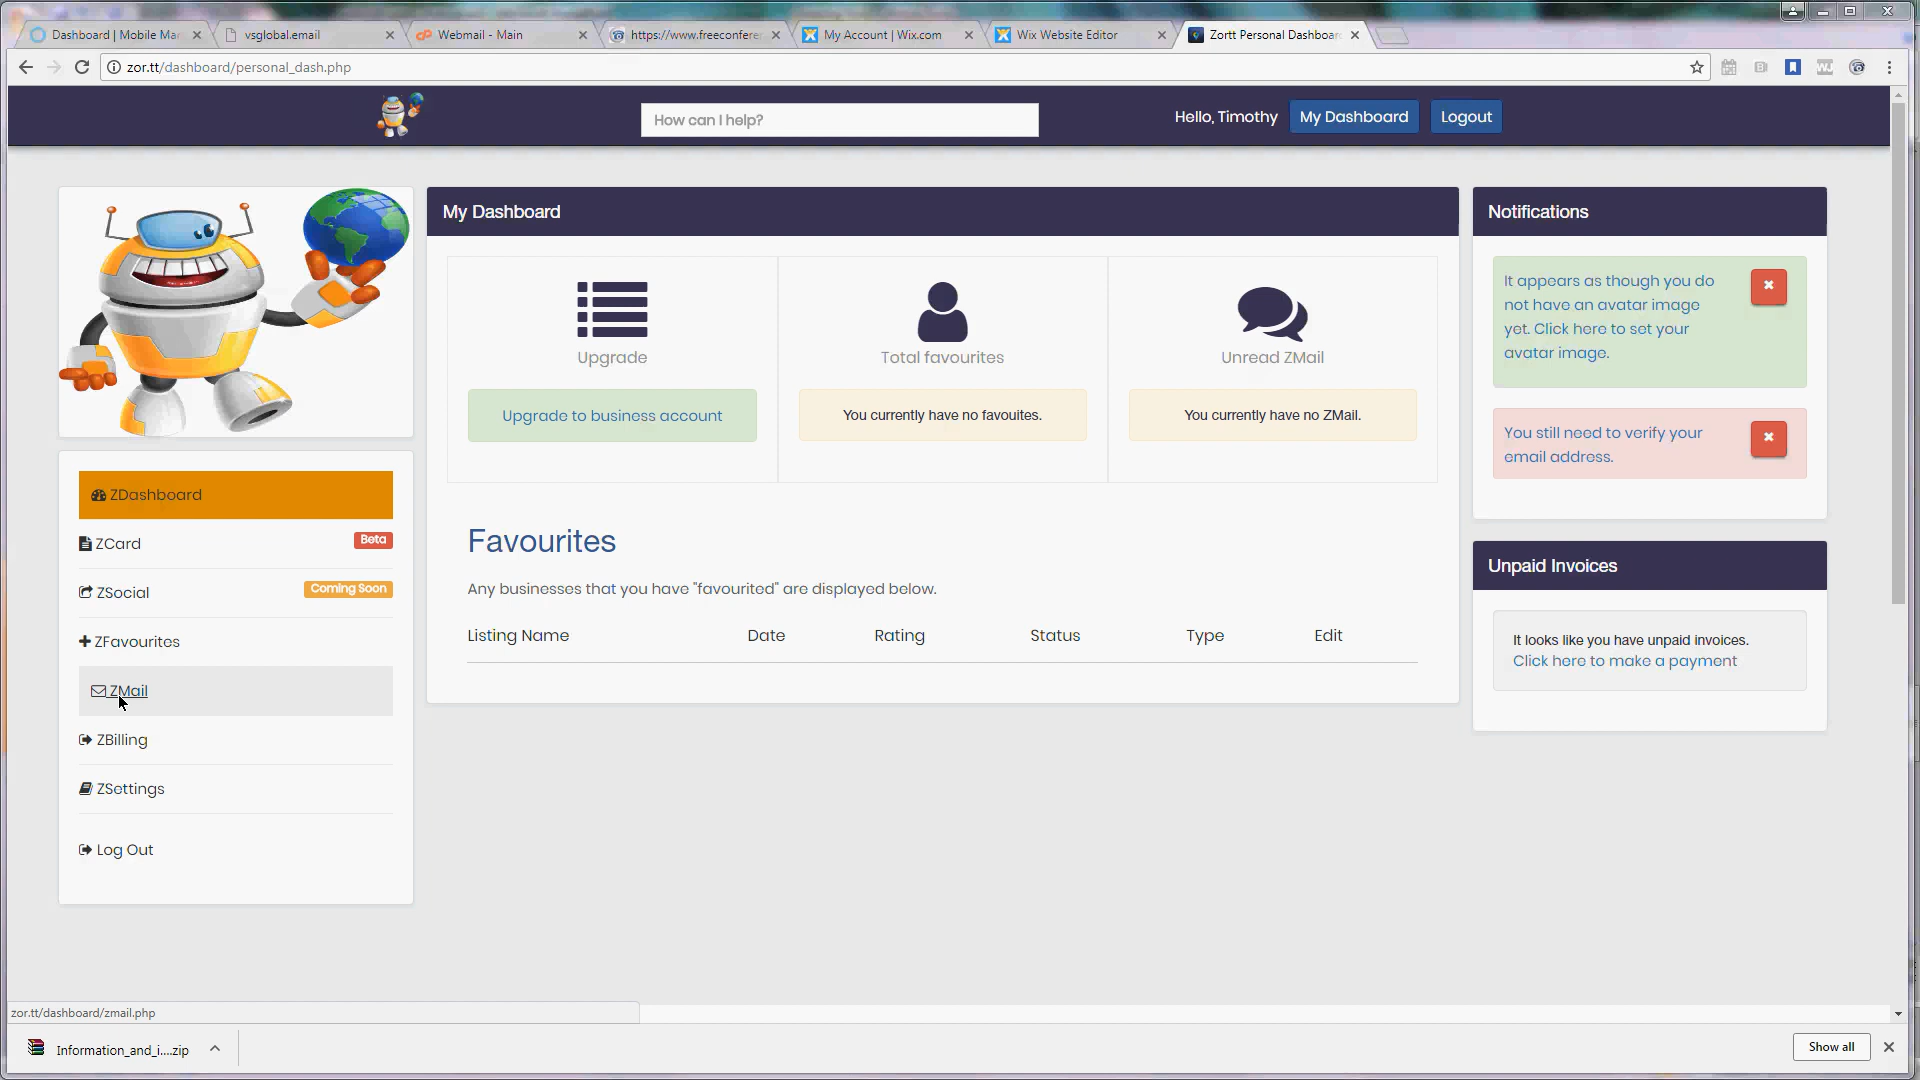 Dashboard | Mobile Ma
vsglobal.email
Webmail - Main
https://www.freeconfere
My Account | Wix.com
Wix Website Editor
Zortt Personal Dashboar
zor.tt/dashboard/personal_dash.php
How can I help?
Hello, Timothy
My Dashboard
Logout
ZDashboard
ZCard
Beta
ZSocial
Coming Soon
ZFavourites
ZMail
ZBilling
ZSettings
Log Out
My Dashboard
Upgrade
Upgrade to business account
Total favourites
You currently have no favouites.
Unread ZMail
You currently have no ZMail.
Favourites
Any businesses that you have "favourited" are displayed below.
Listing Name Date Rating Status Type Edit
Notifications
It appears as though you do
not have an avatar image
yet. Click here to set your
avatar image.
You still need to verify your
email address.
Unpaid Invoices
It looks like you have unpaid invoices.
Click here to make a payment
zor.tt/dashboard/zmail.php
Information_and_i....zip
Show all